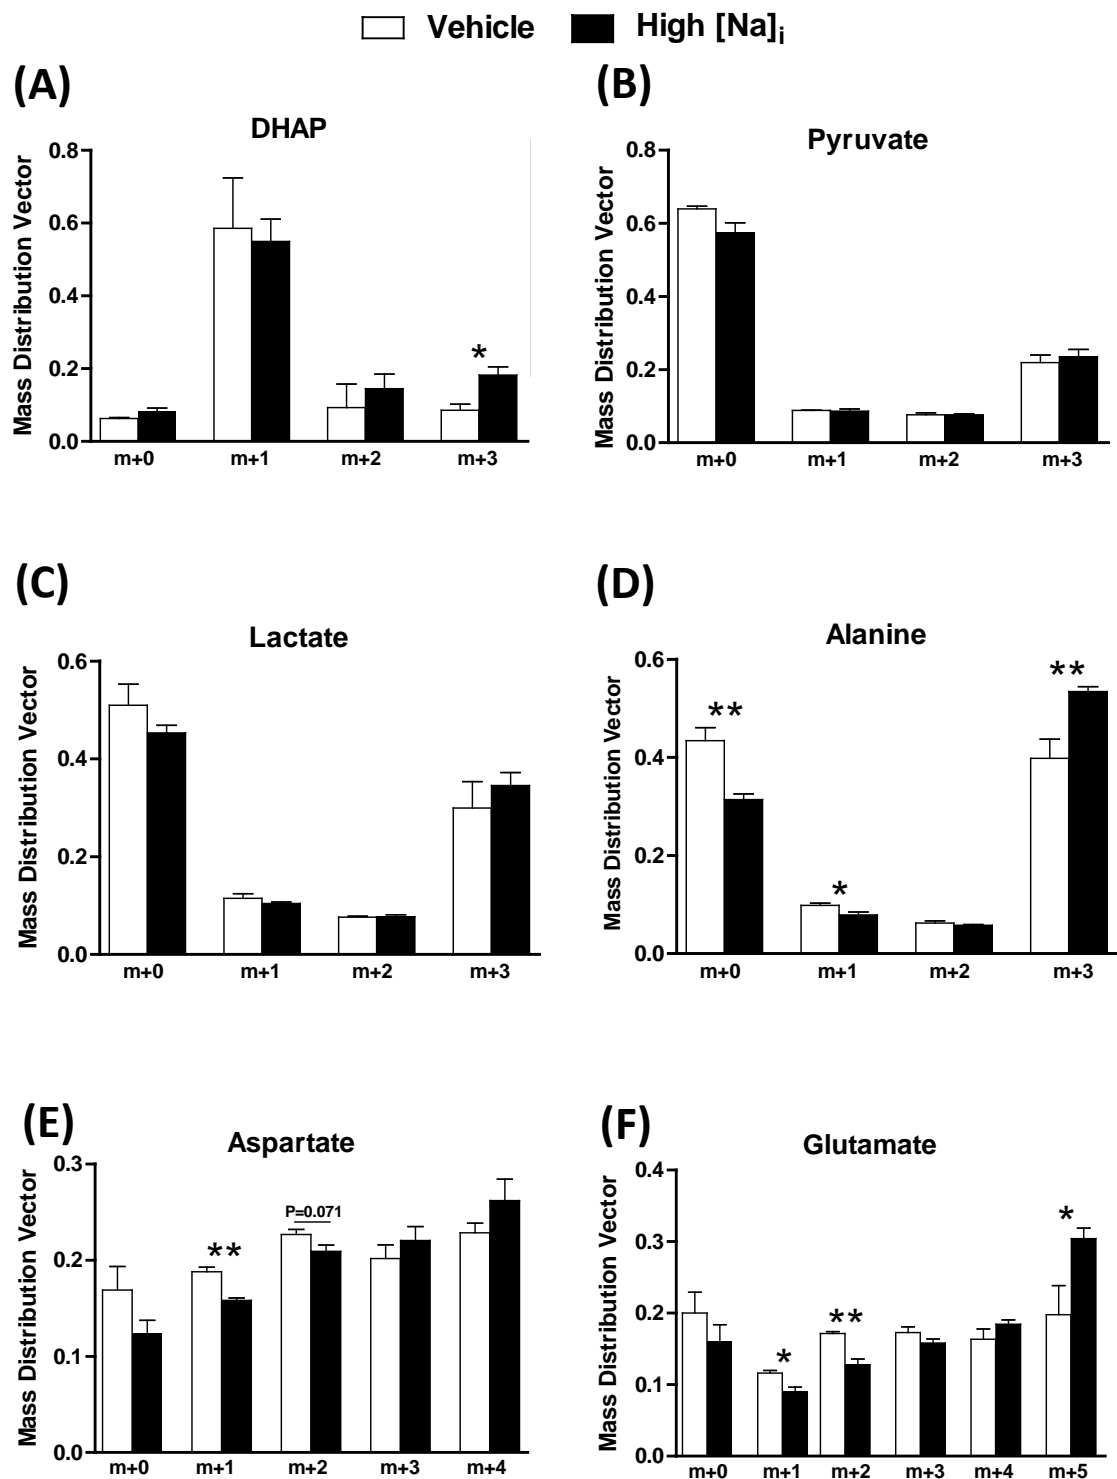 Vehicle High [Na]i
(A) (B)
DHAP Pyruvate
Mass Distribution Vector
0.8
0.6
0.4
0.2
0.0
*
m+0 m+1 m+2 m+3
Mass Distribution Vector
0.8
0.6
0.4
0.2
0.0
m+0 m+1 m+2 m+3
(C) (D)
Lactate Alanine
Mass Distribution Vector
0.6
0.4
0.2
0.0
m+0 m+1 m+2 m+3
Mass Distribution Vector
0.6
0.4
0.2
0.0
** * **
m+0 m+1 m+2 m+3
(E) (F)
Aspartate Glutamate
Mass Distribution Vector
0.3
0.2
0.1
0.0
** P=0.071
m+0 m+1 m+2 m+3 m+4
Mass Distribution Vector
0.4
0.3
0.2
0.1
0.0
* ** *
m+0 m+1 m+2 m+3 m+4 m+5